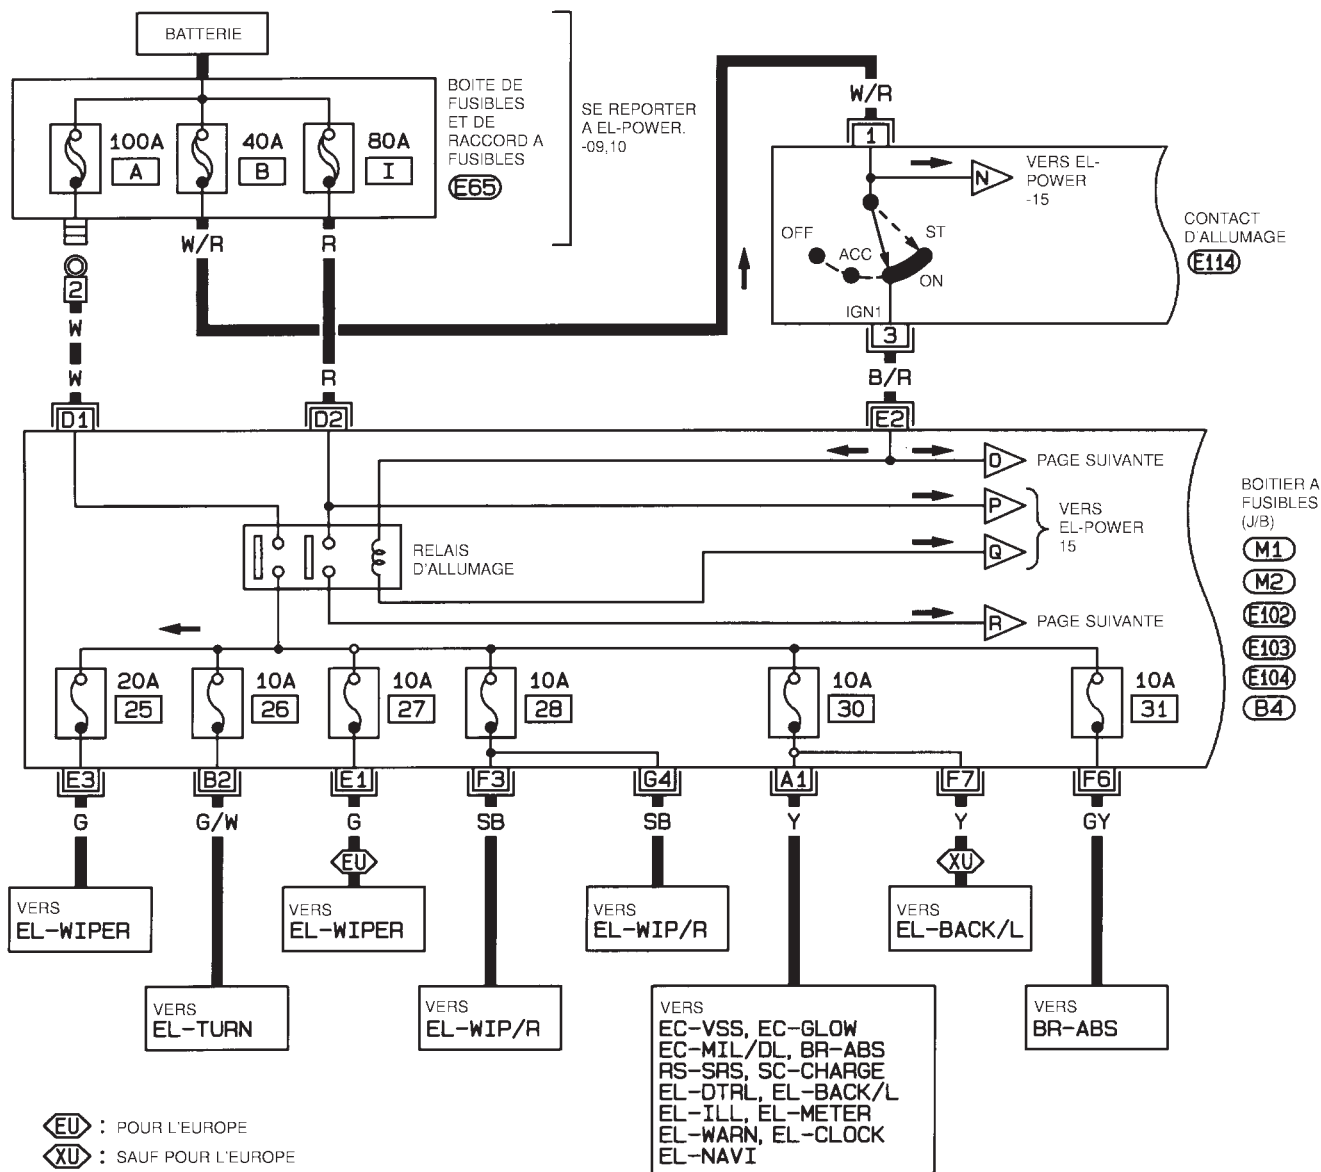 BATTERIE
BOITE DE
FUSIBLES
ET DE
RACCORD A
FUSIBLES
E65
SE REPORTER
A EL-POWER.
-09,10
100A
A
40A
B
80A
I
W/R
R
2
W
W
R
W/R
1
N
VERS EL-
POWER
-15
OFF
ACC
ST
ON
IGN1
CONTACT
D'ALLUMAGE
E114
3
B/R
D1
D2
E2
O
PAGE SUIVANTE
P
Q
VERS
EL-POWER
15
R
PAGE SUIVANTE
RELAIS
D'ALLUMAGE
BOITIER A
FUSIBLES
(J/B)
M1
M2
E102
E103
E104
B4
20A
25
10A
26
10A
27
10A
28
10A
30
10A
31
E3
B2
E1
F3
G4
A1
F7
F6
G
G/W
G
SB
SB
Y
Y
GY
EU
XU
VERS
EL-WIPER
VERS
EL-WIPER
VERS
EL-WIP/R
VERS
EL-BACK/L
VERS
EL-TURN
VERS
EL-WIP/R
VERS
EC-VSS, EC-GLOW
EC-MIL/DL, BR-ABS
RS-SRS, SC-CHARGE
EL-DTRL, EL-BACK/L
EL-ILL, EL-METER
EL-WARN, EL-CLOCK
EL-NAVI
VERS
BR-ABS
EU : POUR L'EUROPE
XU : SAUF POUR L'EUROPE